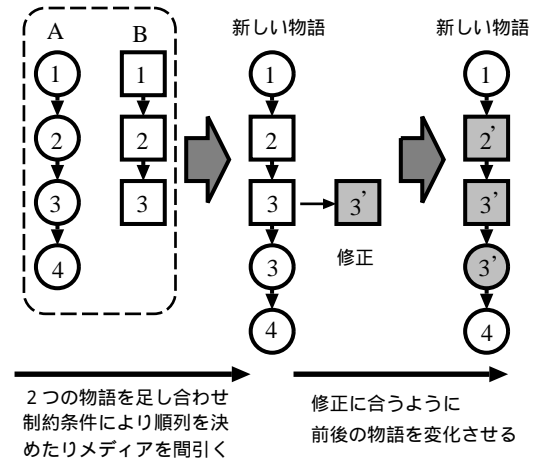 A
B
新しい物語
新しい物語
1
1
1
1
2
2
2
2'
3
3
3
3'
3'
修正
4
3
3'
4
4
2つの物語を足し合わせ
制約条件により順列を決
めたりメディアを間引く
修正に合うように
前後の物語を変化させる